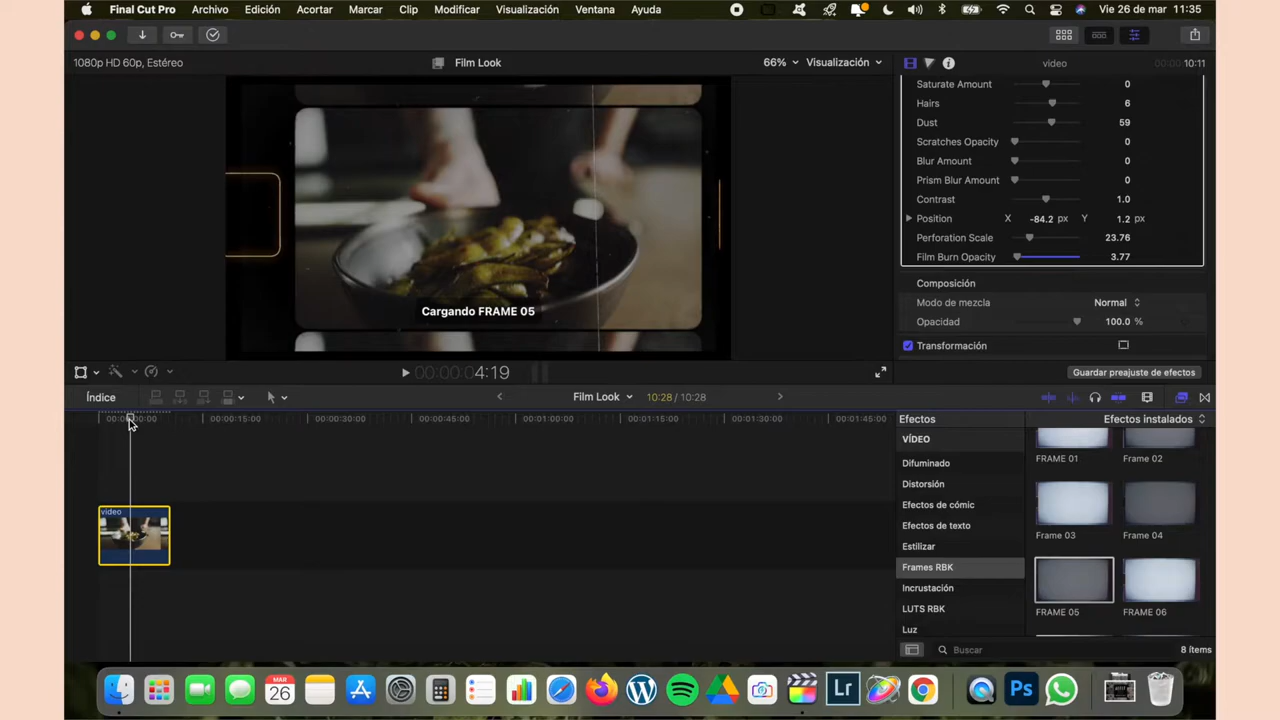 Final Cut Pro Archivo Edición Acortar Marcar Clip Modificar Visualización Ventana Ayuda Vie 26 de mar 11:35
1080p HD 60p, Estéreo Film Look 66% Visualización video 10:11
Saturate Amount 0
Hairs 6
Dust 59
Scratches Opacity 0
Blur Amount 0
Prism Blur Amount 0
Contrast 1.0
Position X -84.2 px Y 1.2 px
Perforation Scale 23.76
Film Burn Opacity 3.77
Composición
Modo de mezcla Normal
Opacidad 100.0 %
Transformación
Guardar preajuste de efectos
Cargando FRAME 05
00:00:00:04:19
Índice Film Look 10:28 / 10:28
00:00:15:00 00:00:30:00 00:00:45:00 00:01:00:00 00:01:15:00 00:01:30:00 00:01:45:00
video
Efectos Efectos instalados
VÍDEO
Difuminado
Distorsión
Efectos de cómic
Efectos de texto
Estilizar
Frames RBK
Incrustación
LUTS RBK
Luz
FRAME 01 Frame 02
Frame 03 Frame 04
FRAME 05 FRAME 06
Buscar 8 ítems
MAR
26
Lr
Ps